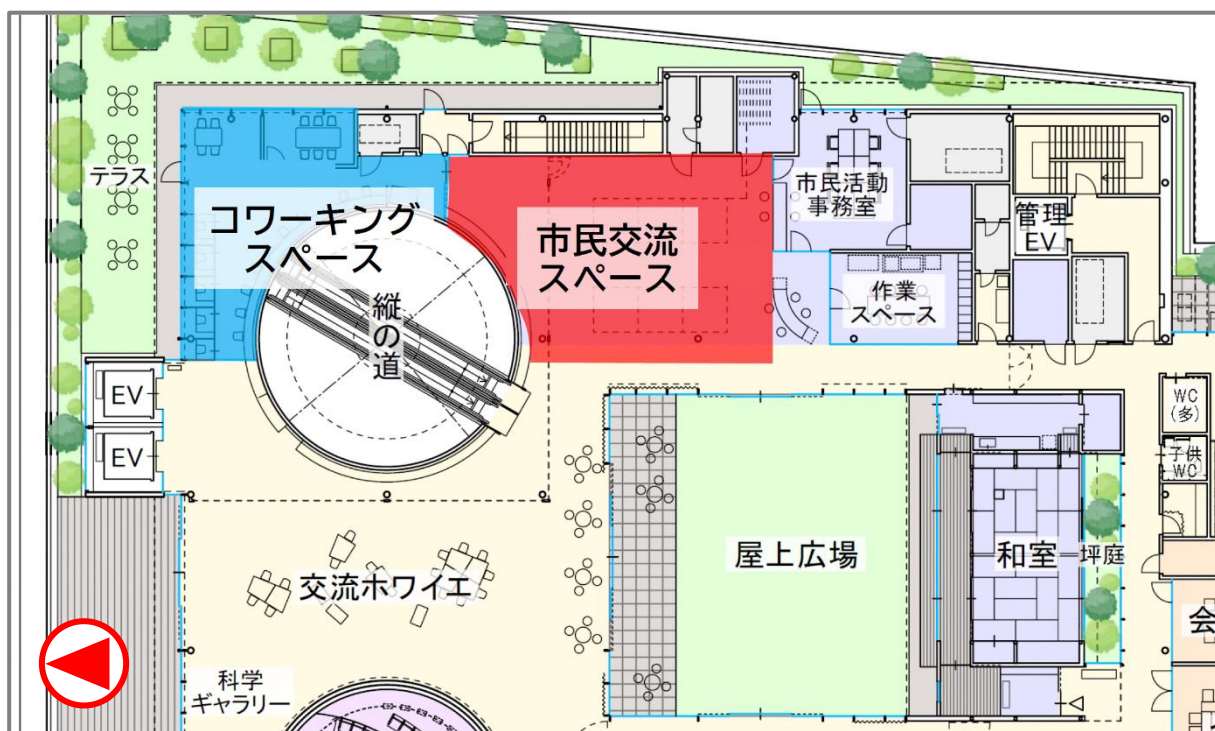 テラス
コワーキング
スペース
市民交流
スペース
市民活動
事務室
管理
EV
作業
スペース
縦の道
EV
EV
WC
(多)
子供
WC
屋上広場
和室
坪庭
交流ホワイエ
会
科学
ギャラリー